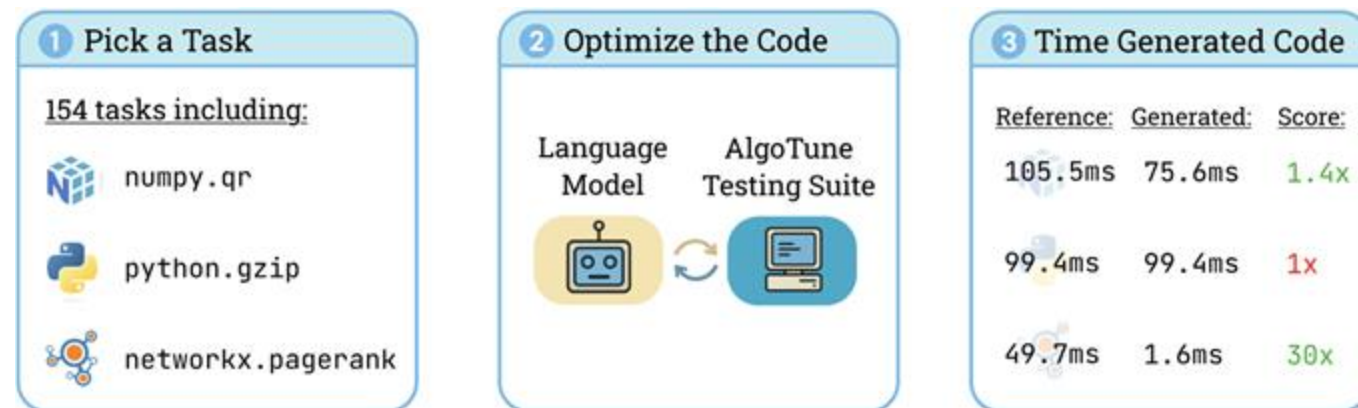 1 Pick a Task
154 tasks including:
numpy.qr
python.gzip
networkx.pagerank
2 Optimize the Code
Language Model
AlgoTune Testing Suite
3 Time Generated Code
Reference: Generated: Score:
105.5ms 75.6ms 1.4x
99.4ms 99.4ms 1x
49.7ms 1.6ms 30x